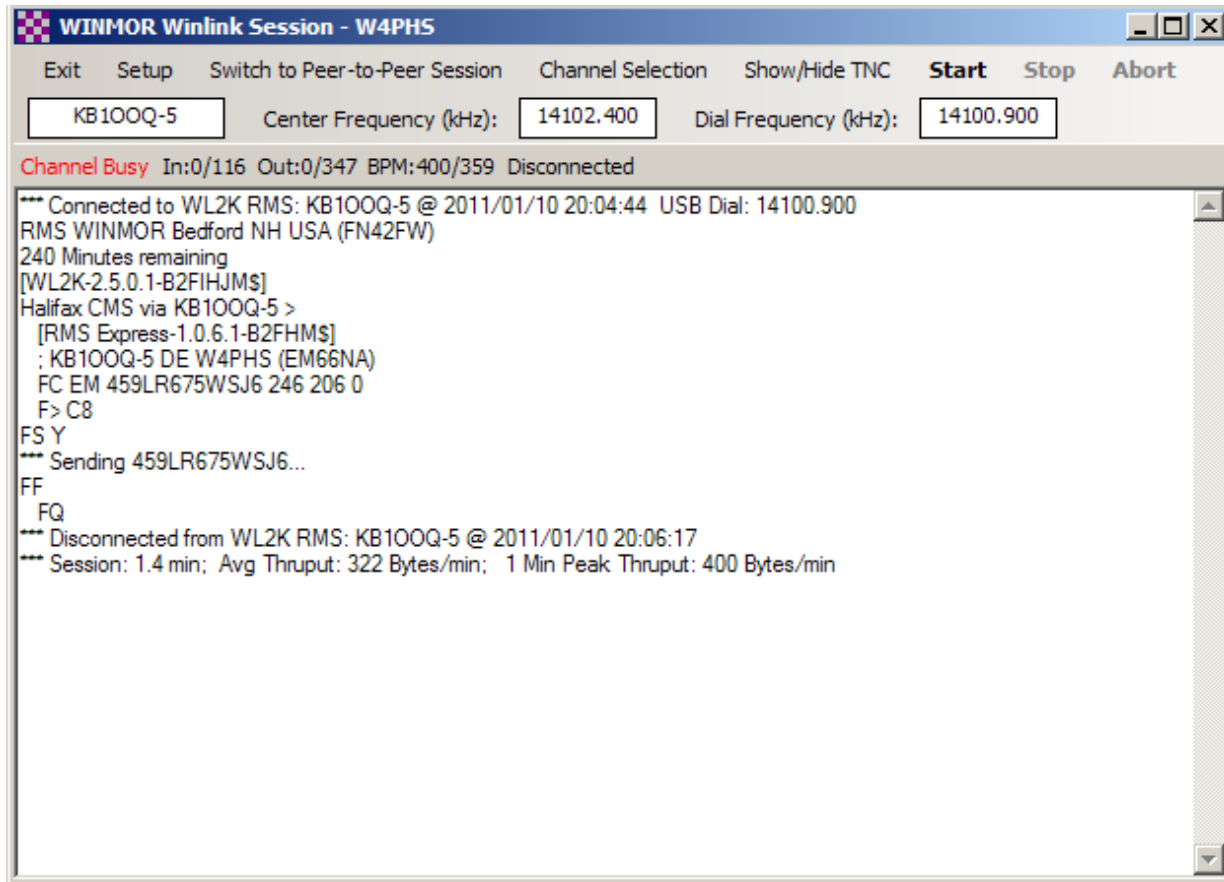 WINMOR Winlink Session - W4PHS
Exit Setup Switch to Peer-to-Peer Session Channel Selection Show/Hide TNC Start Stop Abort
KB1OOQ-5 Center Frequency (kHz): 14102.400 Dial Frequency (kHz): 14100.900
Channel Busy In:0/116 Out:0/347 BPM:400/359 Disconnected
*** Connected to WL2K RMS: KB1OOQ-5 @ 2011/01/10 20:04:44 USB Dial: 14100.900
RMS WINMOR Bedford NH USA (FN42FW)
240 Minutes remaining
[WL2K-2.5.0.1-B2FIHJM$]
Halifax CMS via KB1OOQ-5 >
[RMS Express-1.0.6.1-B2FHM$]
; KB1OOQ-5 DE W4PHS (EM66NA)
FC EM 459LR675WSJ6 246 206 0
F> C8
FS Y
*** Sending 459LR675WSJ6...
FF
FQ
*** Disconnected from WL2K RMS: KB1OOQ-5 @ 2011/01/10 20:06:17
*** Session: 1.4 min; Avg Thruput: 322 Bytes/min; 1 Min Peak Thruput: 400 Bytes/min